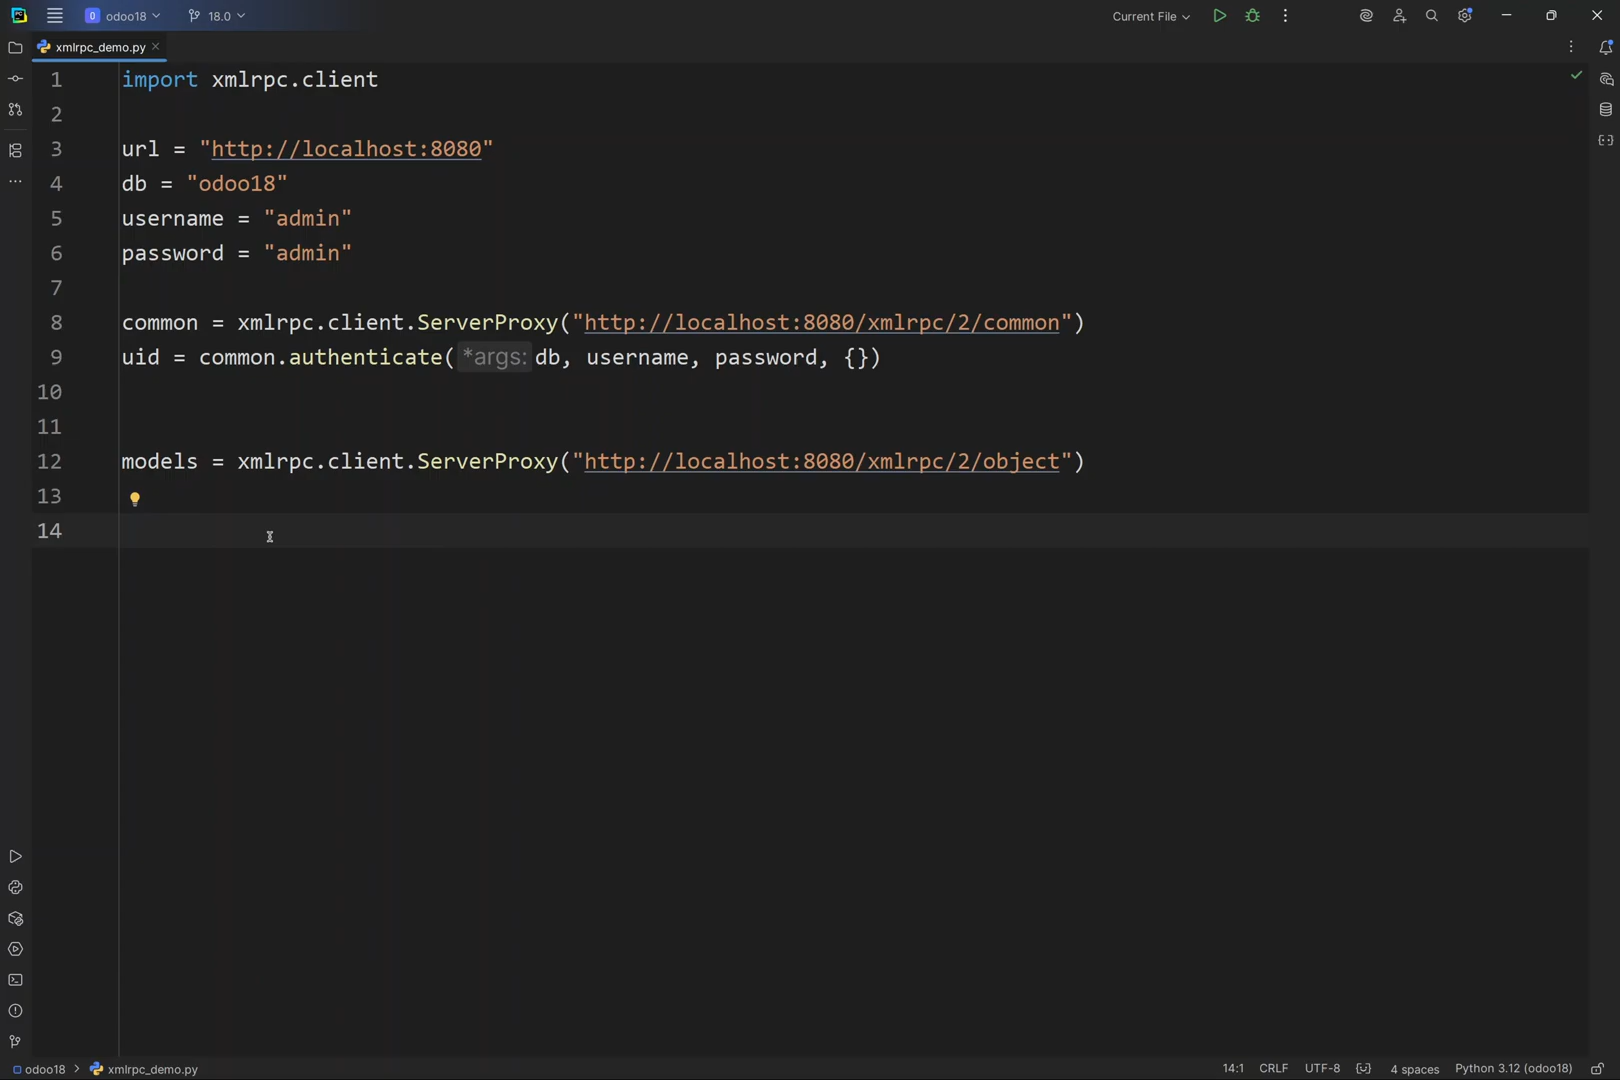 PC odoo18 18.0 Current File
xmlrpc_demo.py
1 import xmlrpc.client
2
3 url = "http://localhost:8080"
4 db = "odoo18"
5 username = "admin"
6 password = "admin"
7
8 common = xmlrpc.client.ServerProxy("http://localhost:8080/xmlrpc/2/common")
9 uid = common.authenticate( *args: db, username, password, {})
10
11
12 models = xmlrpc.client.ServerProxy("http://localhost:8080/xmlrpc/2/object")
13
14
odoo18 > xmlrpc_demo.py 14:1 CRLF UTF-8 4 spaces Python 3.12 (odoo18)